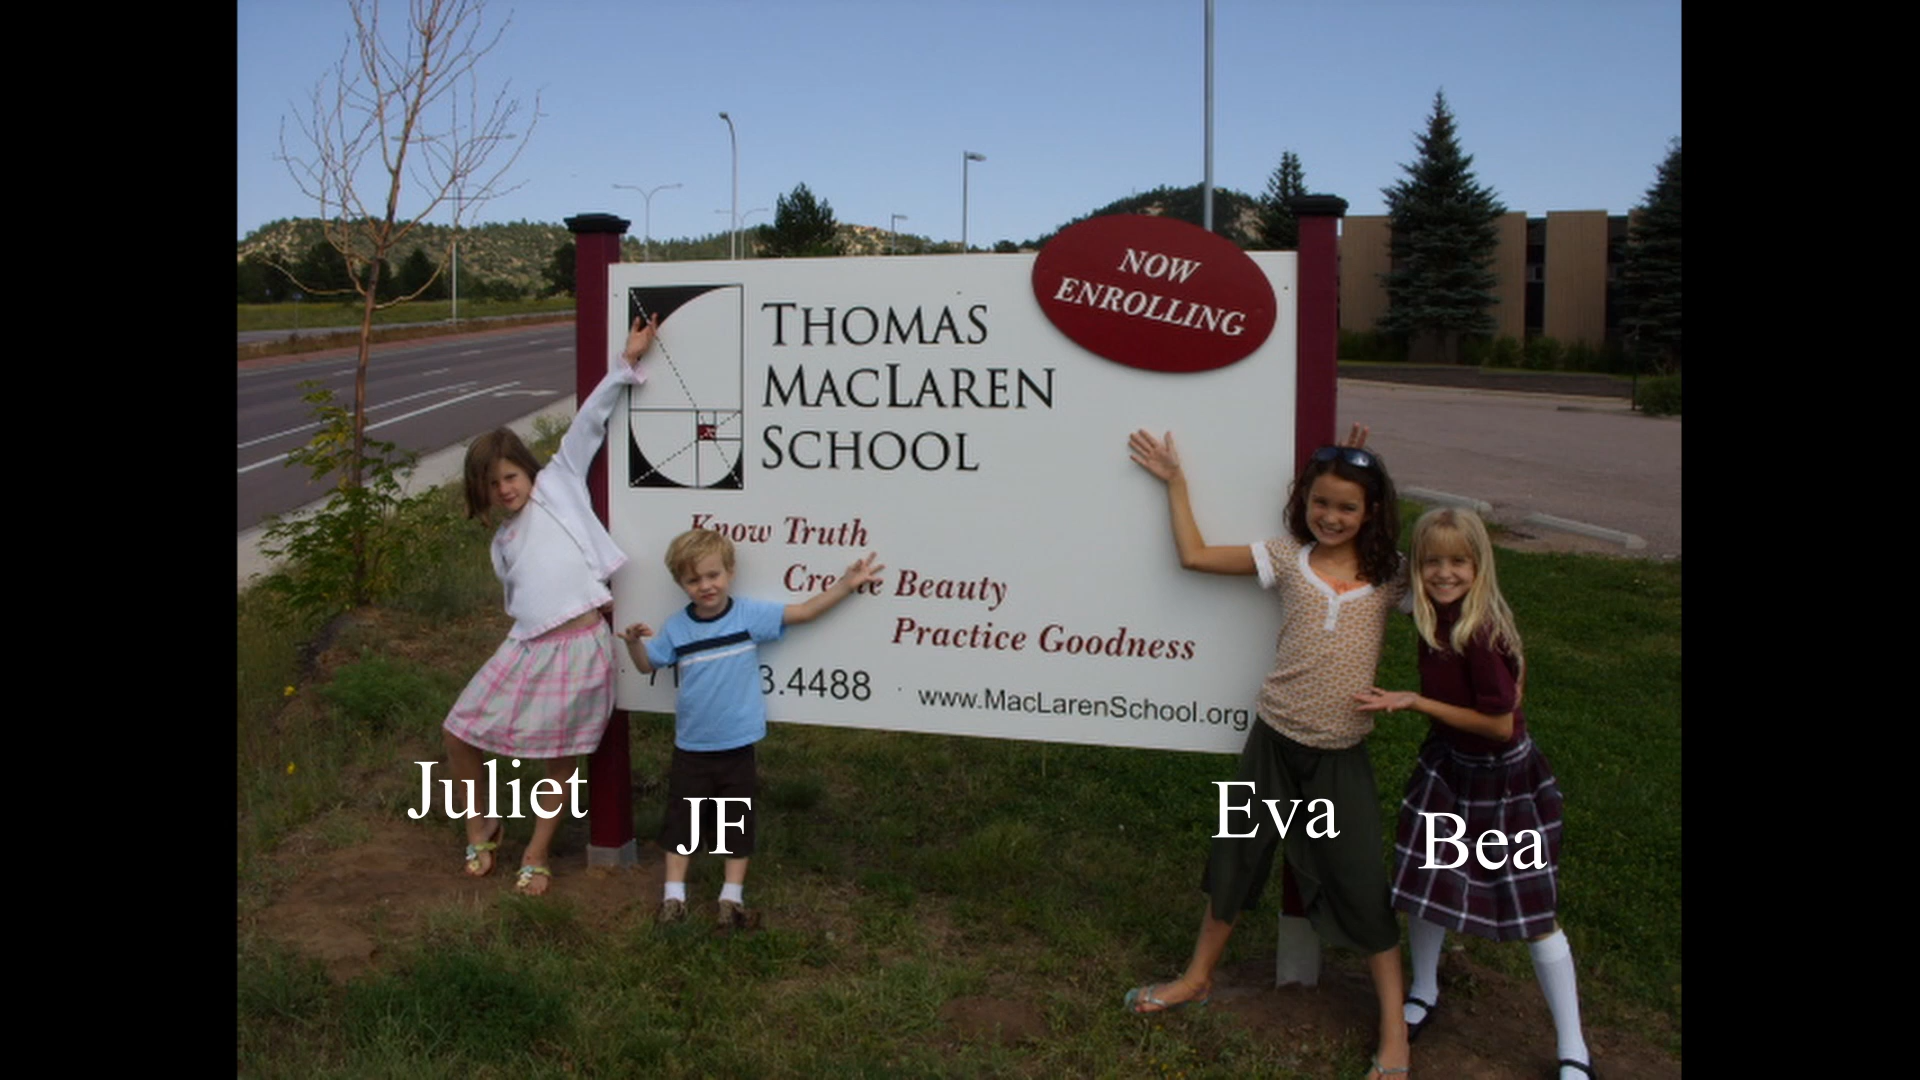 NOW
ENROLLING
THOMAS
MACLAREN
SCHOOL
Know Truth
Create Beauty
Practice Goodness
3.4488
www.MacLarenSchool.org
Juliet
JF
Eva
Bea